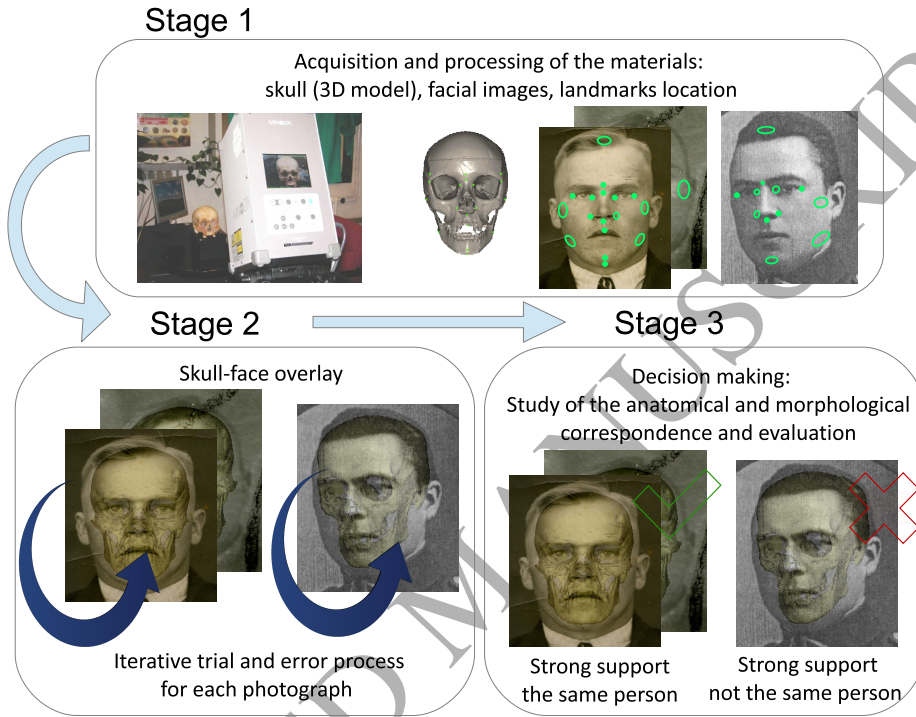 Stage 1
Acquisition and processing of the materials:
skull (3D model), facial images, landmarks location
MINOLTA
Stage 2
Skull-face overlay
Iterative trial and error process
for each photograph
Stage 3
Decision making:
Study of the anatomical and morphological
correspondence and evaluation
Strong support
the same person
Strong support
not the same person
D MANUSCRIP